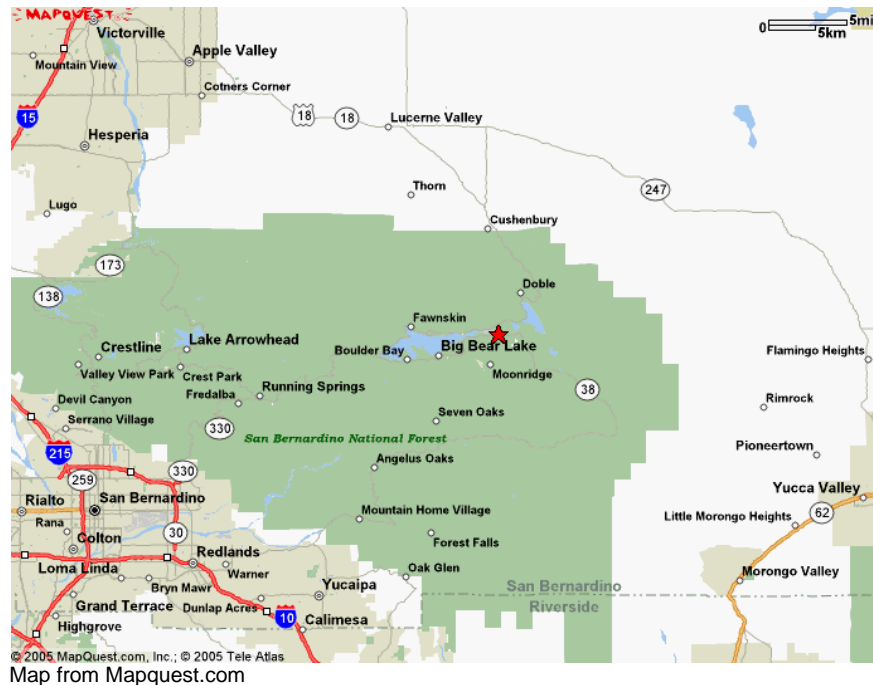 MAPQUEST
Victorville
0 5mi
5km
Mountain View
Apple Valley
Cotners Corner
15
18
18
Lucerne Valley
Hesperia
Thorn
247
Lugo
Cushenbury
173
138
Doble
Fawnskin
Lake Arrowhead
Crestline
Boulder Bay
Big Bear Lake
Flamingo Heights
Valley View Park
Crest Park
Moonridge
Fredalba
Running Springs
38
Devil Canyon
Rimrock
Serrano Village
330
Seven Oaks
San Bernardino National Forest
215
Pioneertown
Angelus Oaks
330
259
Rialto
San Bernardino
Yucca Valley
Mountain Home Village
62
Rana
Little Morongo Heights
30
Colton
Forest Falls
Redlands
Loma Linda
Warner
Oak Glen
Morongo Valley
Bryn Mawr
Yucaipa
San Bernardino
Riverside
Grand Terrace
Dunlap Acres
10
Calimesa
Highgrove
© 2005 MapQuest.com, Inc.; © 2005 Tele Atlas
Map from Mapquest.com